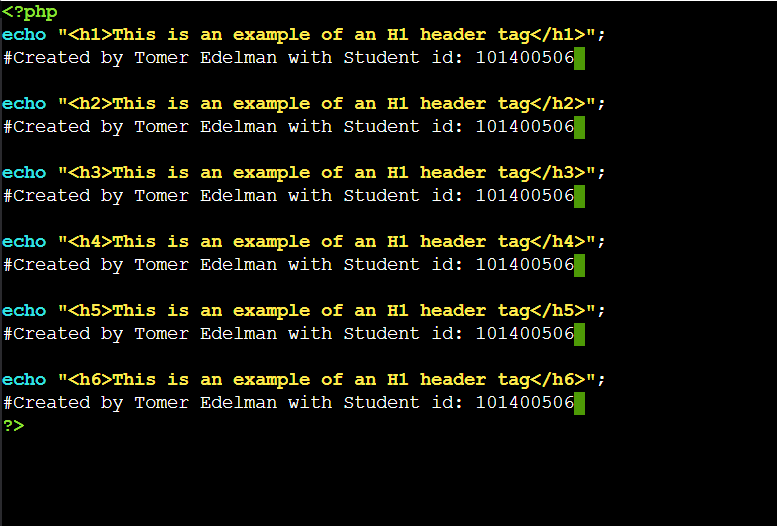 <?php
echo "<h1>This is an example of an H1 header tag</h1>";
#Created by Tomer Edelman with Student id: 101400506
echo "<h2>This is an example of an H1 header tag</h2>";
#Created by Tomer Edelman with Student id: 101400506
echo "<h3>This is an example of an H1 header tag</h3>";
#Created by Tomer Edelman with Student id: 101400506
echo "<h4>This is an example of an H1 header tag</h4>";
#Created by Tomer Edelman with Student id: 101400506
echo "<h5>This is an example of an H1 header tag</h5>";
#Created by Tomer Edelman with Student id: 101400506
echo "<h6>This is an example of an H1 header tag</h6>";
#Created by Tomer Edelman with Student id: 101400506
?>